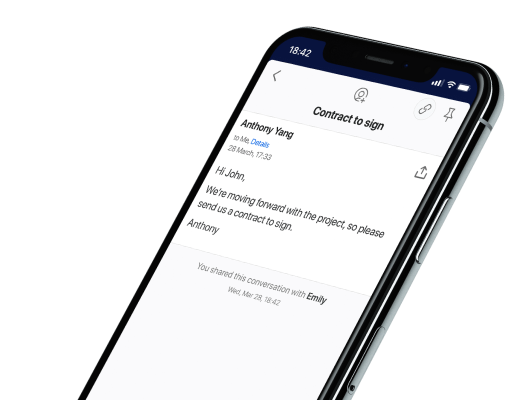 18:42
Contract to sign
Anthony Yang
to Me, Details
28 March, 17:33
Hi John,
We're moving forward with the project, so please
send us a contract to sign.
Anthony
You shared this conversation with Emily
Wed, Mar 28, 18:42